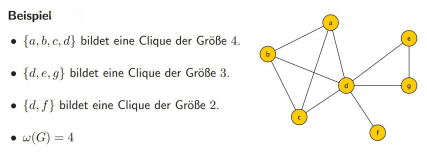 Beispiel
• {a, b, c, d} bildet eine Clique der Größe 4.
• {d, e, g} bildet eine Clique der Größe 3.
• {d, f} bildet eine Clique der Größe 2.
• ω(G) = 4
a
e
b
d
g
c
f